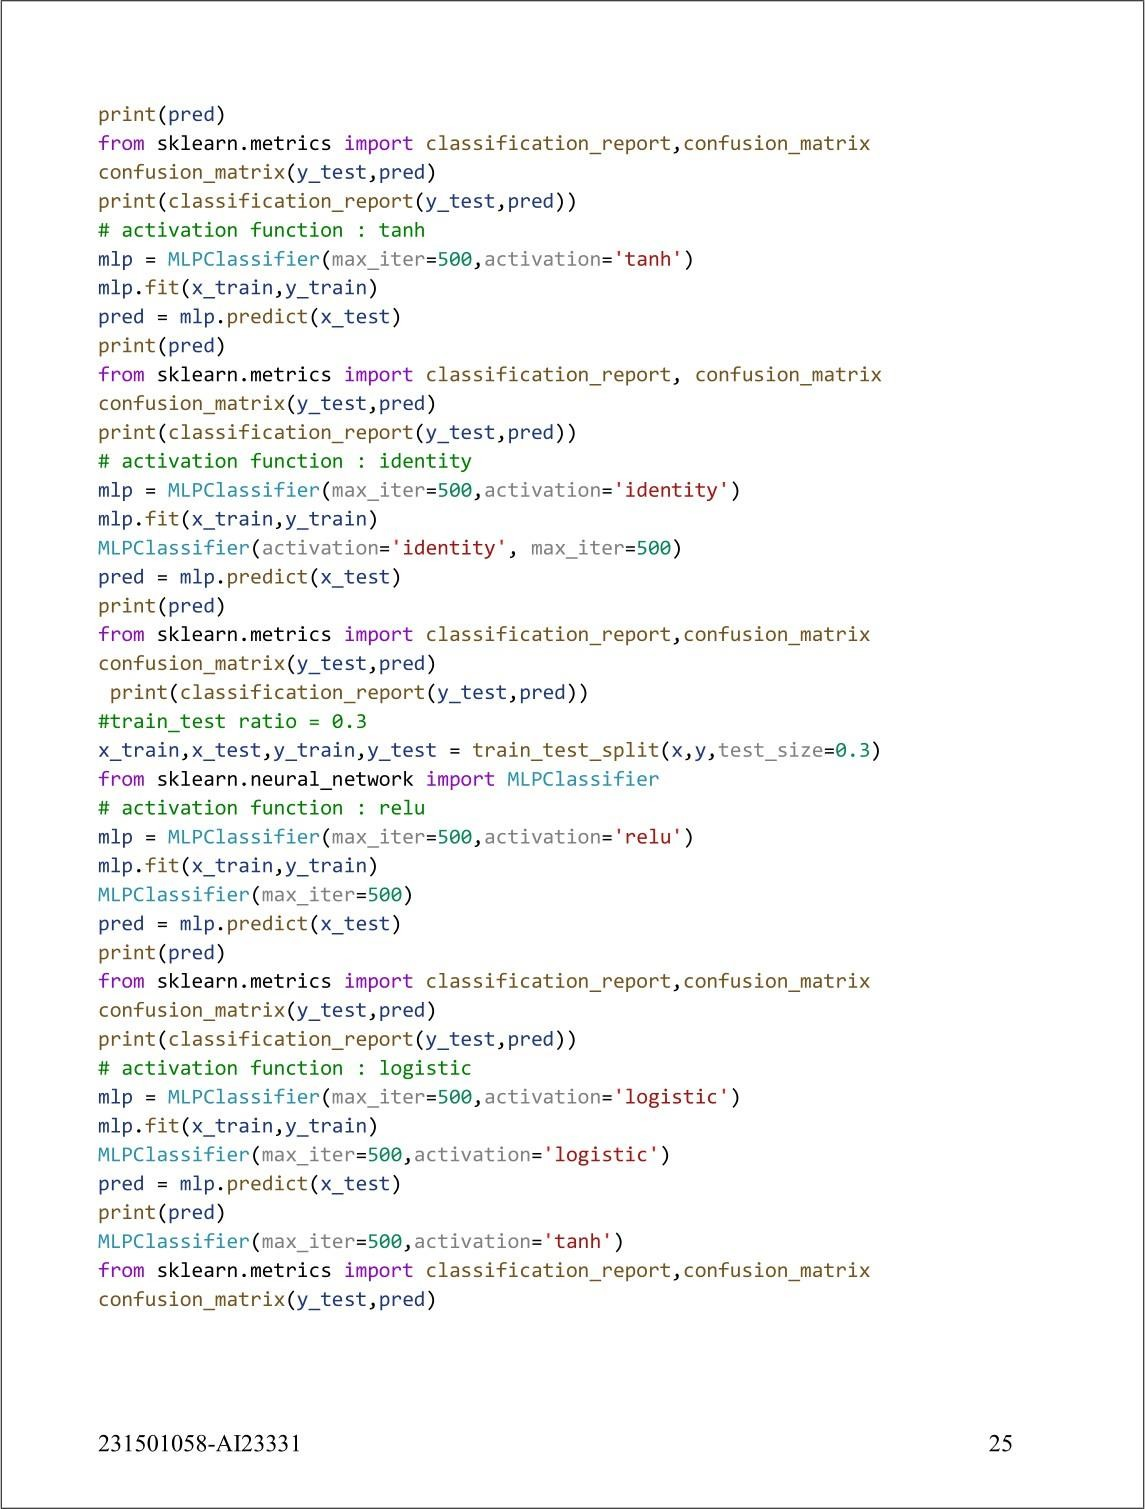 print(pred)
from sklearn.metrics import classification_report,confusion_matrix
confusion_matrix(y_test,pred)
print(classification_report(y_test,pred))
# activation function : tanh
mlp = MLPClassifier(max_iter=500,activation='tanh')
mlp.fit(x_train,y_train)
pred = mlp.predict(x_test)
print(pred)
from sklearn.metrics import classification_report, confusion_matrix
confusion_matrix(y_test,pred)
print(classification_report(y_test,pred))
# activation function : identity
mlp = MLPClassifier(max_iter=500,activation='identity')
mlp.fit(x_train,y_train)
MLPClassifier(activation='identity', max_iter=500)
pred = mlp.predict(x_test)
print(pred)
from sklearn.metrics import classification_report,confusion_matrix
confusion_matrix(y_test,pred)
 print(classification_report(y_test,pred))
#train_test ratio = 0.3
x_train,x_test,y_train,y_test = train_test_split(x,y,test_size=0.3)
from sklearn.neural_network import MLPClassifier
# activation function : relu
mlp = MLPClassifier(max_iter=500,activation='relu')
mlp.fit(x_train,y_train)
MLPClassifier(max_iter=500)
pred = mlp.predict(x_test)
print(pred)
from sklearn.metrics import classification_report,confusion_matrix
confusion_matrix(y_test,pred)
print(classification_report(y_test,pred))
# activation function : logistic
mlp = MLPClassifier(max_iter=500,activation='logistic')
mlp.fit(x_train,y_train)
MLPClassifier(max_iter=500,activation='logistic')
pred = mlp.predict(x_test)
print(pred)
MLPClassifier(max_iter=500,activation='tanh')
from sklearn.metrics import classification_report,confusion_matrix
confusion_matrix(y_test,pred)
231501058-AI23331 25